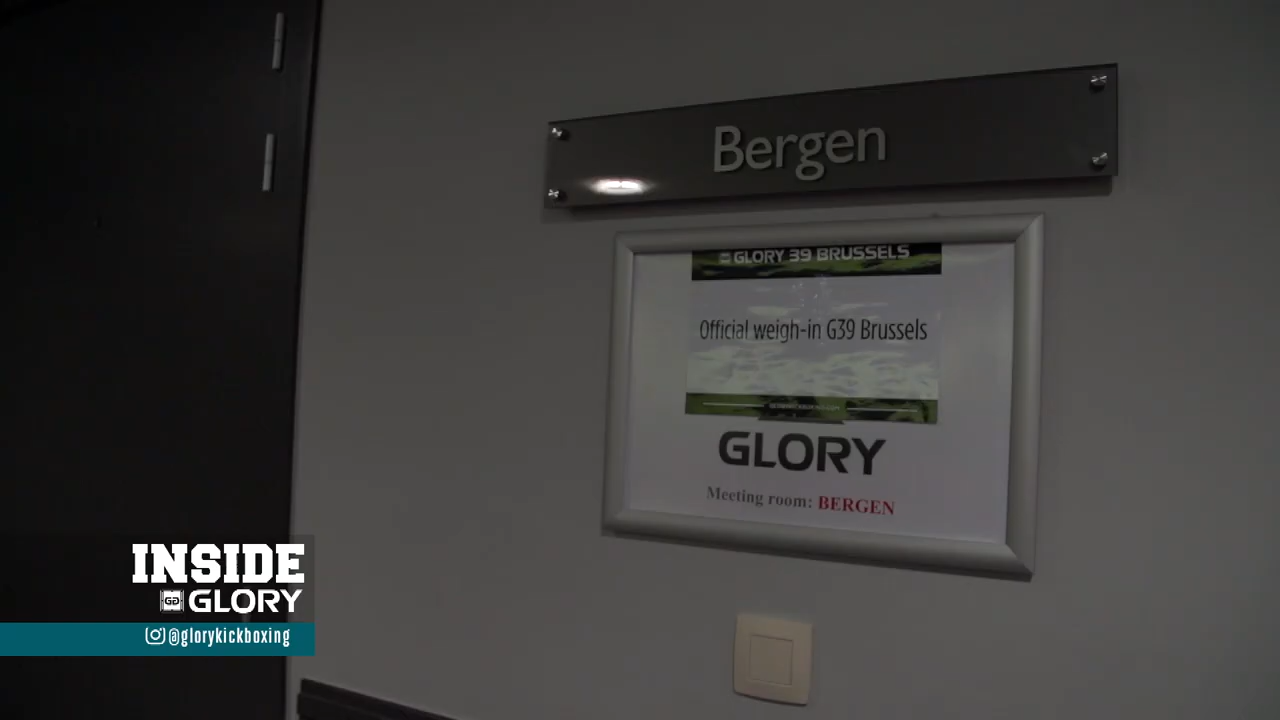 Bergen
GLORY 39 BRUSSELS
Official weigh-in G39 Brussels
GLORY
Meeting room: BERGEN
INSIDE
GLORY
@glorykickboxing